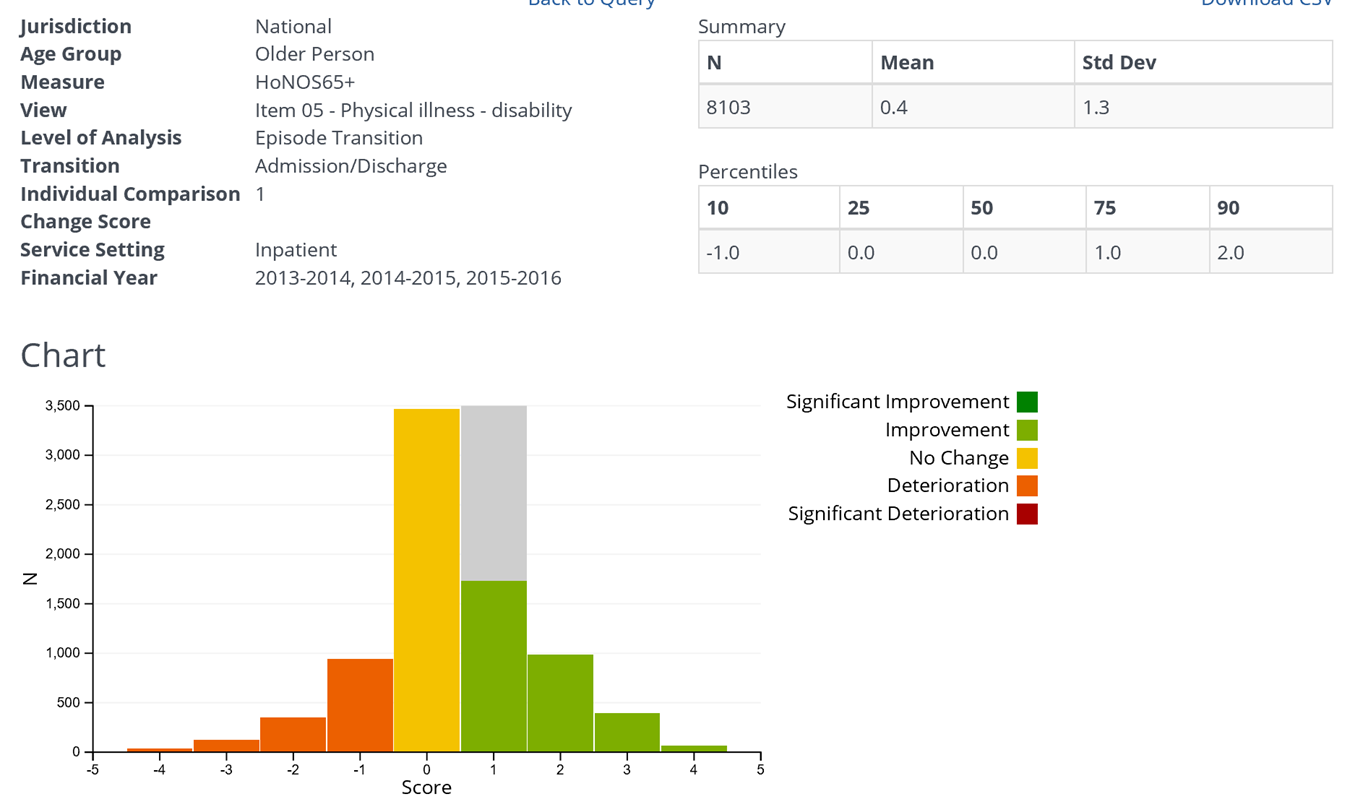 Back to Query
Download CSV
Jurisdiction National
Age Group Older Person
Measure HoNOS65+
View Item 05 - Physical illness - disability
Level of Analysis Episode Transition
Transition Admission/Discharge
Individual Comparison 1
Change Score
Service Setting Inpatient
Financial Year 2013-2014, 2014-2015, 2015-2016
Summary
N Mean Std Dev
8103 0.4 1.3
Percentiles
10 25 50 75 90
-1.0 0.0 0.0 1.0 2.0
Chart
3,500
3,000
2,500
2,000
1,500
1,000
500
0
N
-5 -4 -3 -2 -1 0 1 2 3 4 5
Score
Significant Improvement
Improvement
No Change
Deterioration
Significant Deterioration